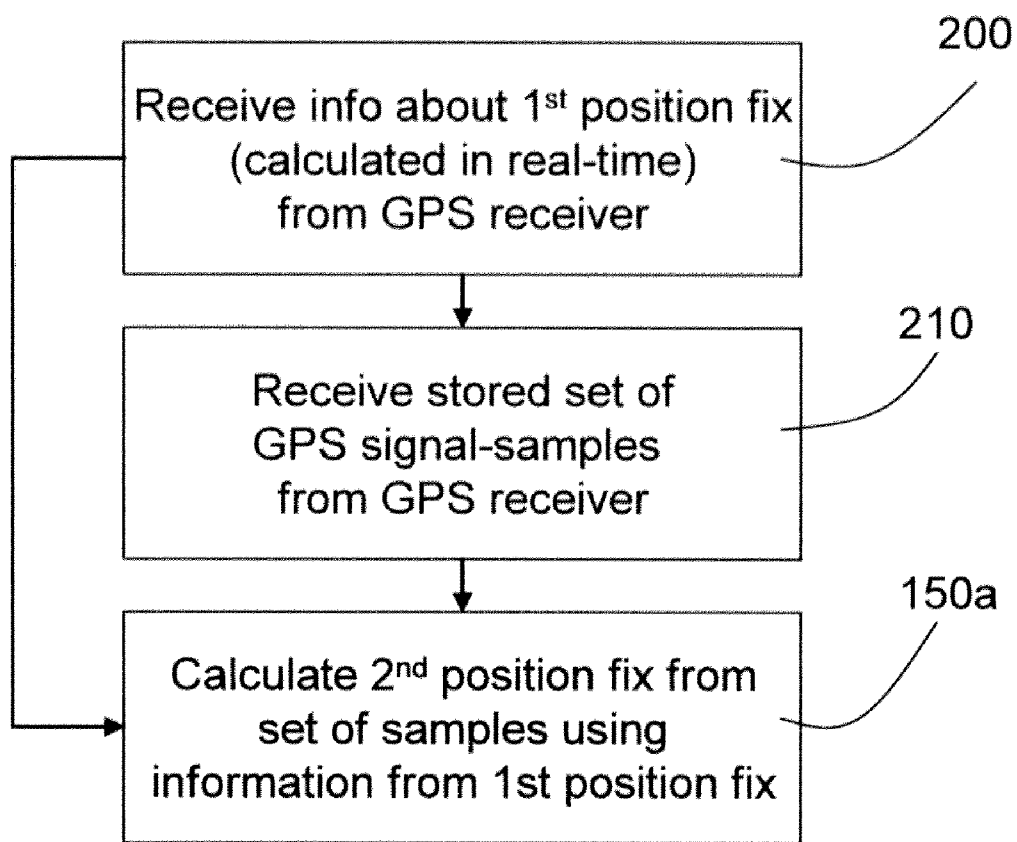 200
Receive info about 1st position fix
(calculated in real-time)
from GPS receiver
210
Receive stored set of
GPS signal-samples
from GPS receiver
150a
Calculate 2nd position fix from
set of samples using
information from 1st position fix